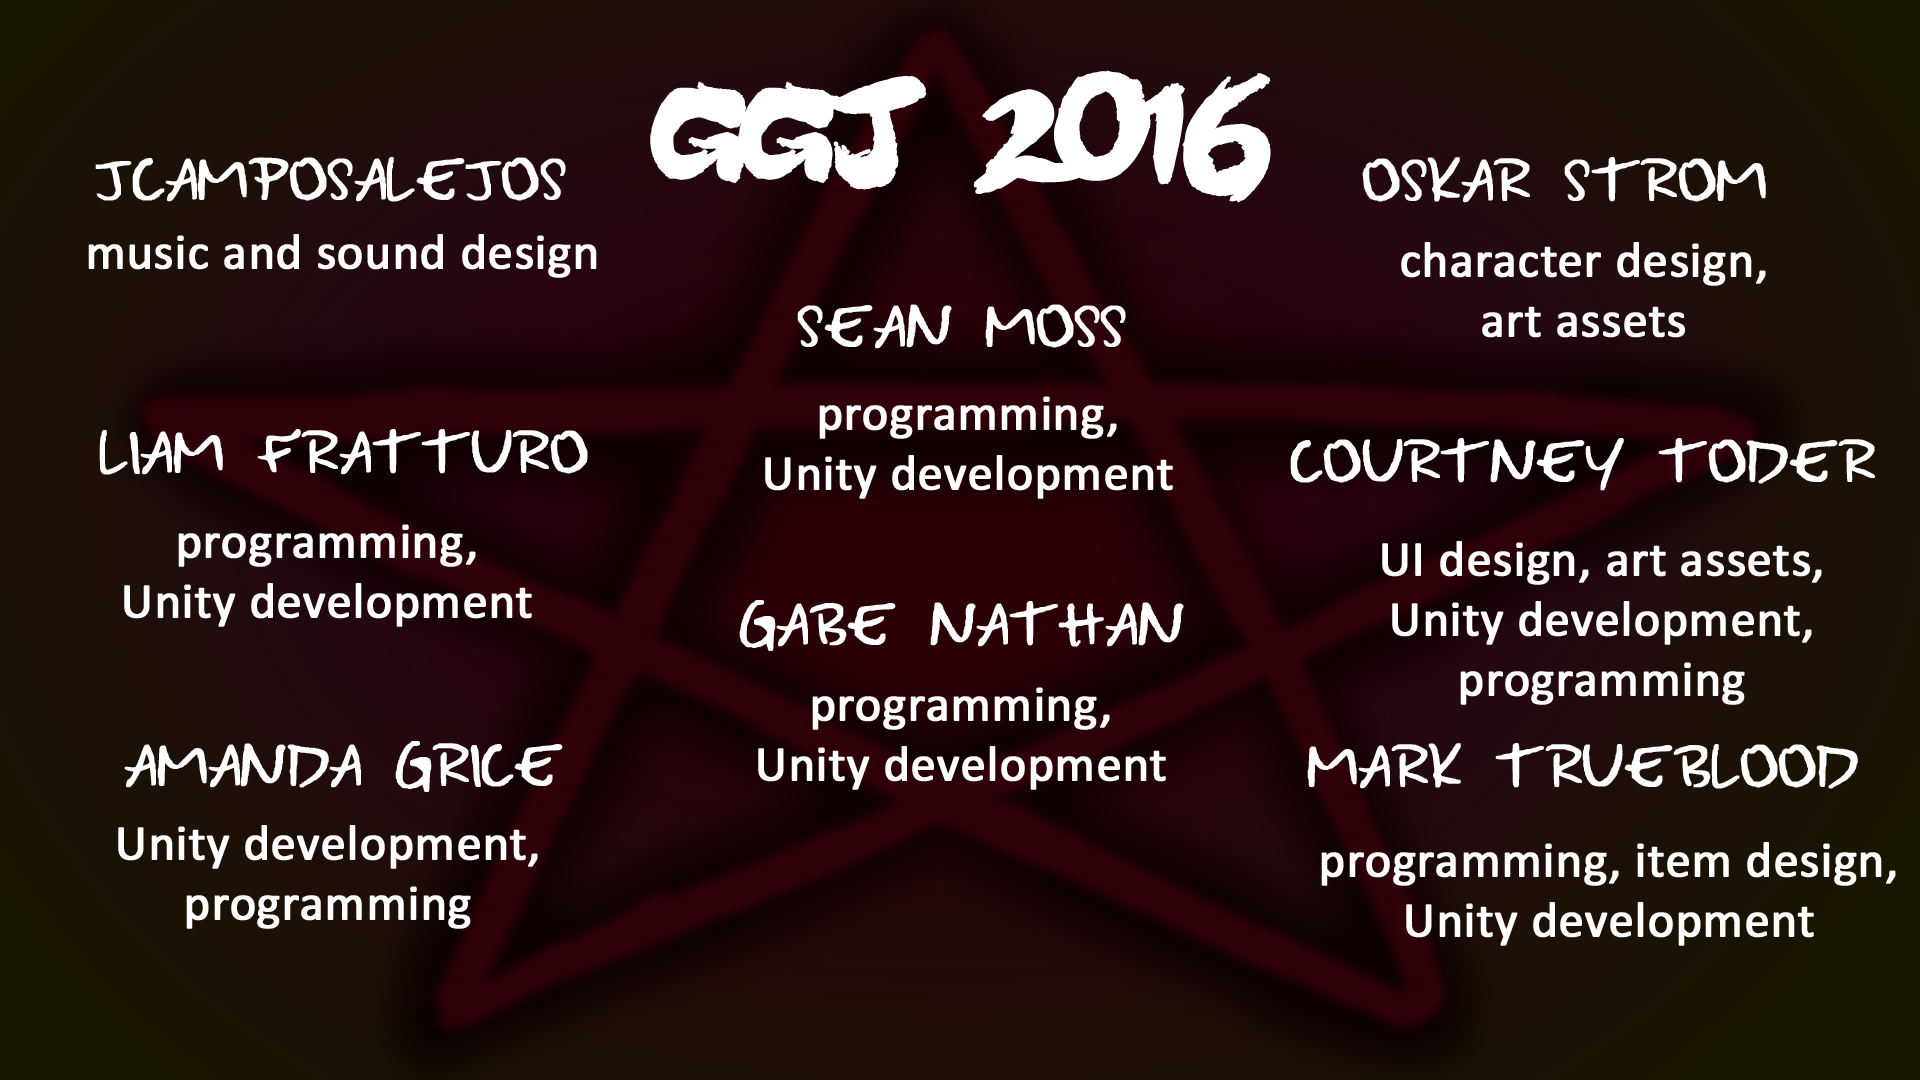 GGJ 2016
JCAMPOSALEJOS
music and sound design
LIAM FRATTURO
programming,
Unity development
AMANDA GRICE
Unity development,
programming
SEAN MOSS
programming,
Unity development
GABE NATHAN
programming,
Unity development
OSKAR STROM
character design,
art assets
COURTNEY TODER
UI design, art assets,
Unity development,
programming
MARK TRUEBLOOD
programming, item design,
Unity development